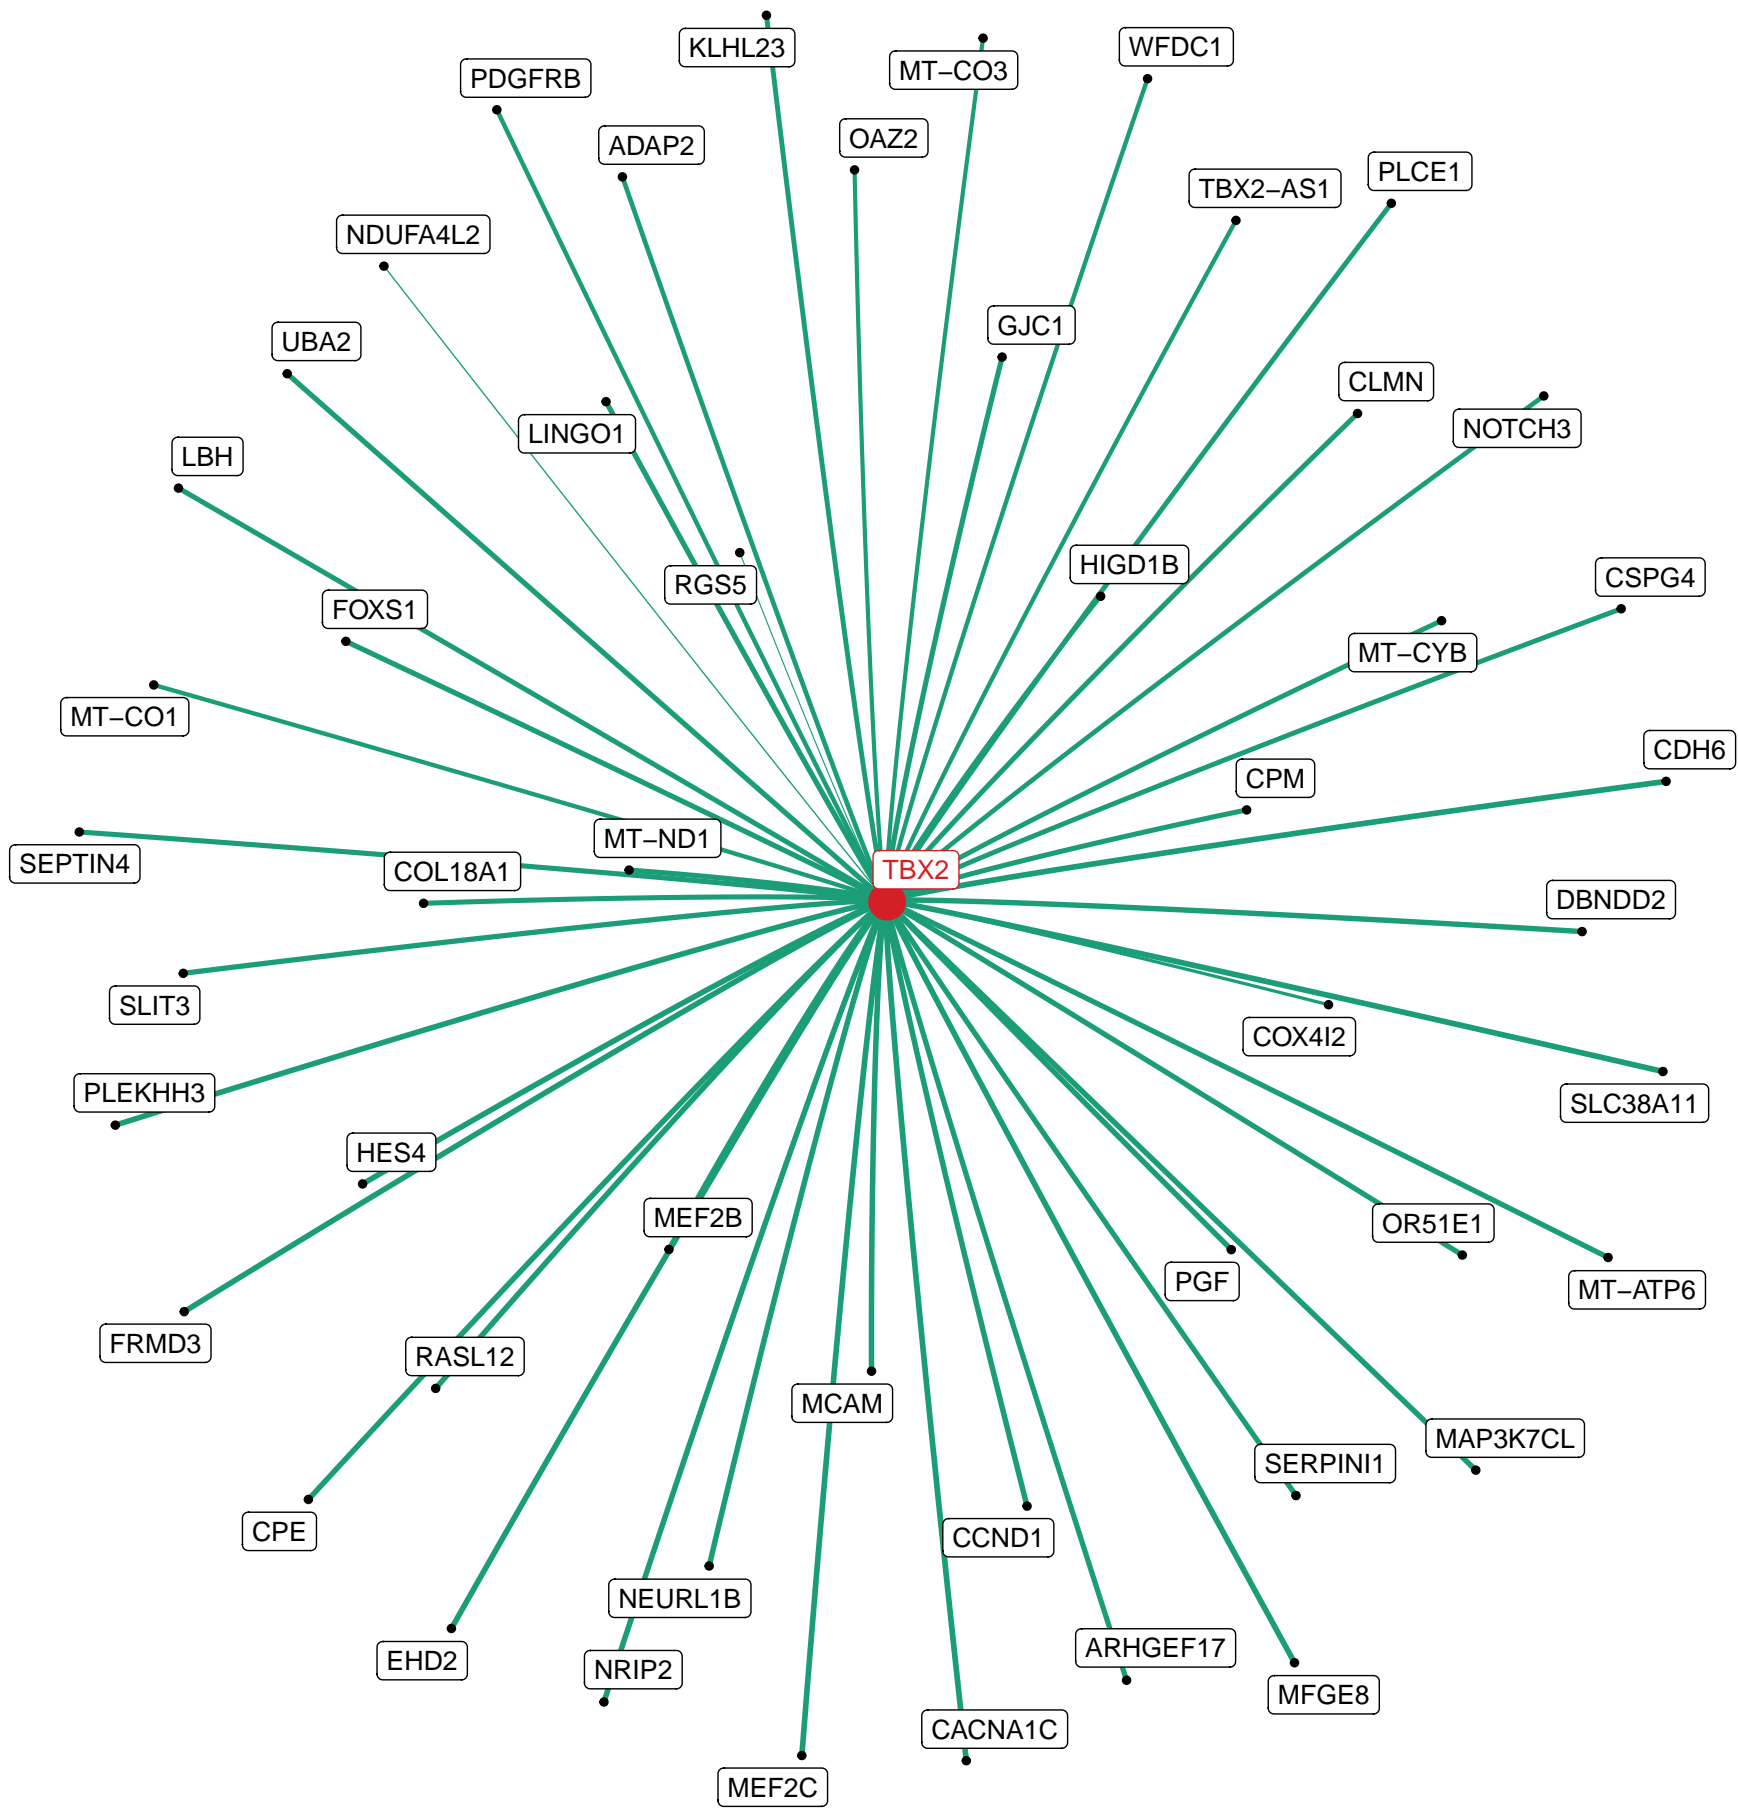 KLHL23
WFDC1
MT−CO3
PDGFRB
OAZ2
ADAP2
PLCE1
TBX2−AS1
NDUFA4L2
GJC1
UBA2
CLMN
NOTCH3
LINGO1
LBH
HIGD1B
CSPG4
RGS5
FOXS1
MT−CYB
MT−CO1
CDH6
CPM
MT−ND1
SEPTIN4
TBX2
COL18A1
DBNDD2
SLIT3
COX4I2
PLEKHH3
SLC38A11
HES4
MEF2B
OR51E1
PGF
MT−ATP6
FRMD3
RASL12
MCAM
MAP3K7CL
SERPINI1
CPE
CCND1
NEURL1B
ARHGEF17
EHD2
NRIP2
MFGE8
CACNA1C
MEF2C